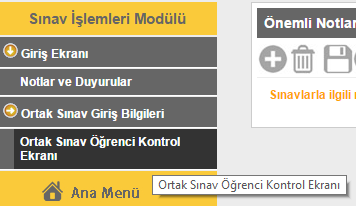 Sınav İşlemleri Modülü
Giriş Ekranı
Notlar ve Duyurular
Ortak Sınav Giriş Bilgileri
Ortak Sınav Öğrenci Kontrol
Ekranı
Ana Menü
Ortak Sınav Öğrenci Kontrol Ekranı
Önemli Notlar
Sınavlarla ilgili